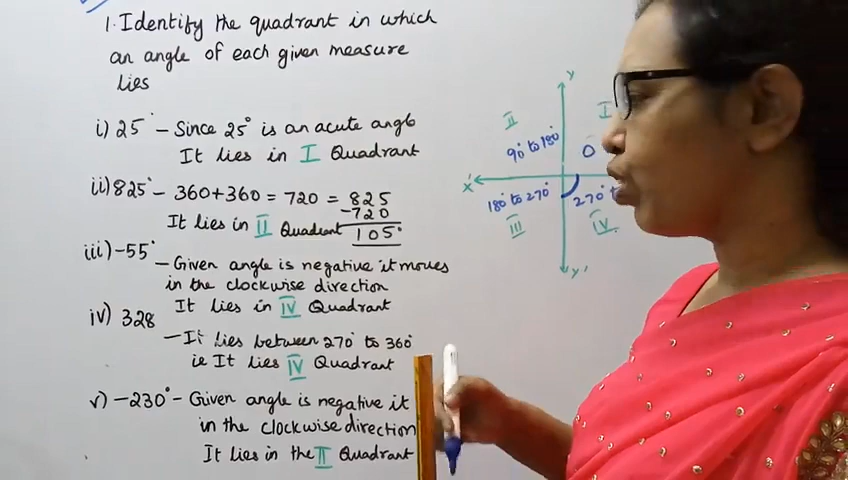 1. Identify the quadrant in which
an angle of each given measure
lies
i) 25° - Since 25° is an acute angle
It lies in I Quadrant
ii) 825° - 360+360 = 720 = 825
-720
105°
It lies in II Quadrant
iii) -55°
- Given angle is negative it moves
in the clockwise direction
It lies in IV Quadrant
iv) 328
- It lies between 270° to 360°
ie It lies IV Quadrant
v) -230° - Given angle is negative it
in the clockwise direction
It lies in the II Quadrant
Y
II
I
90° to 180°
0
X'
180° to 270°
270° to
III
IV
Y'